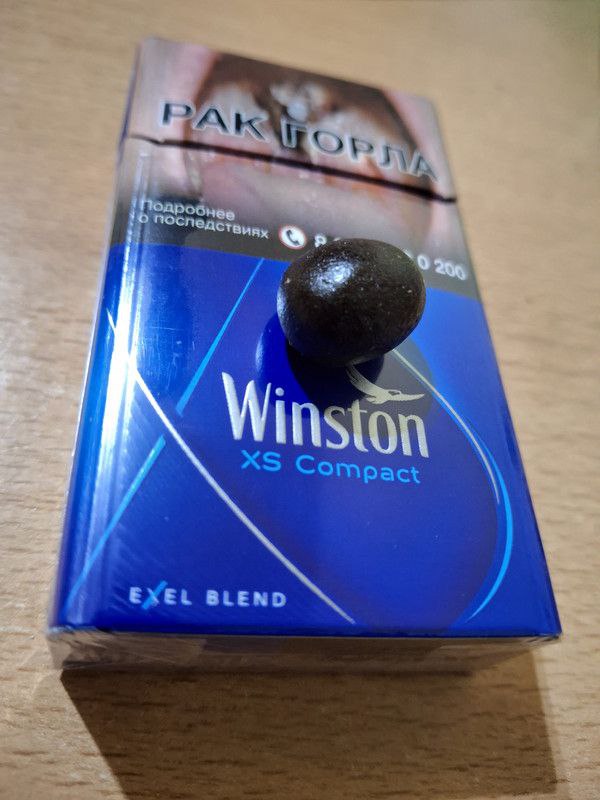 РАК ГОРЛА
Подробнее
о последствиях 8 0 200
Winston
XS Compact
EXEL BLEND